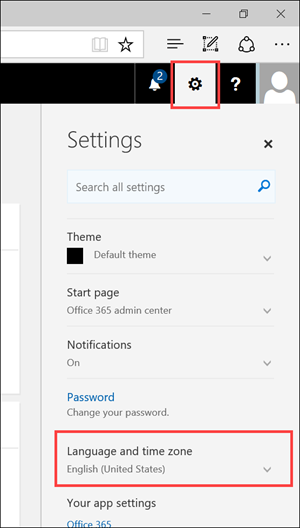 2
?
Settings
Search all settings
Theme
Default theme
Start page
Office 365 admin center
Notifications
On
Password
Change your password.
Language and time zone
English (United States)
Your app settings
Office 365